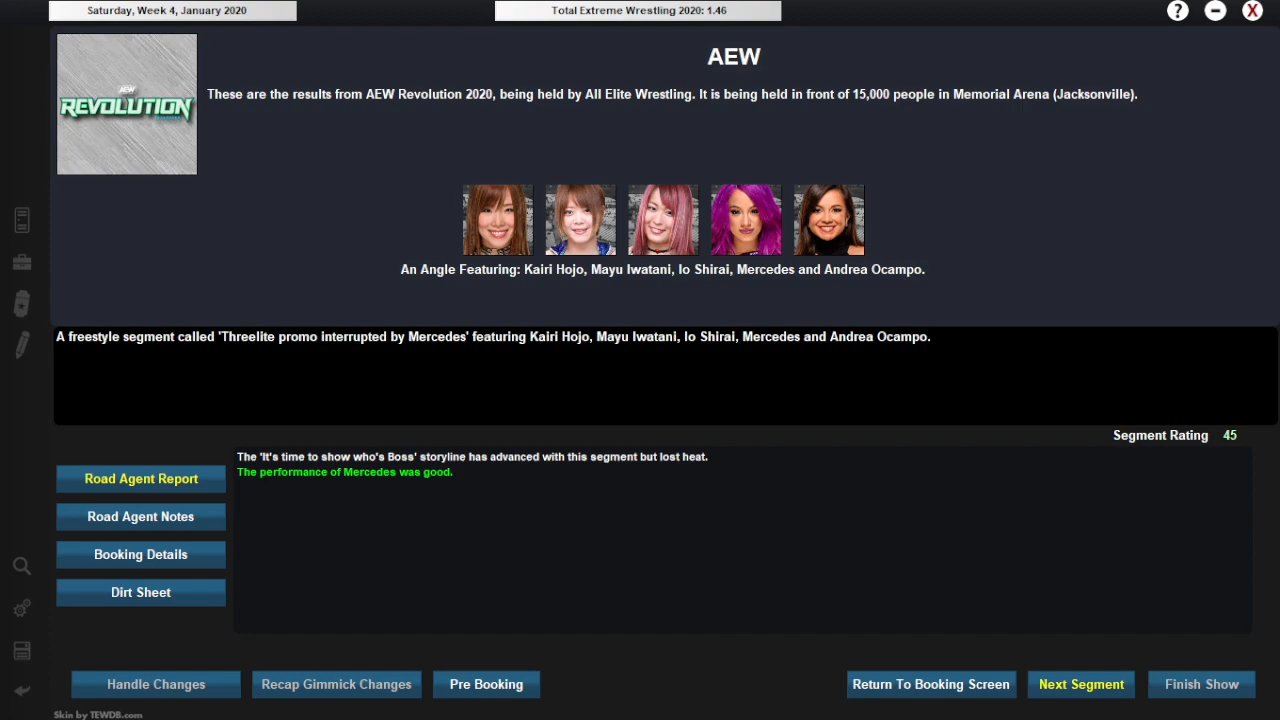 Saturday, Week 4, January 2020
Total Extreme Wrestling 2020: 1.46
?
X
AEW
AEW
REVOLUTION
These are the results from AEW Revolution 2020, being held by All Elite Wrestling. It is being held in front of 15,000 people in Memorial Arena (Jacksonville).
An Angle Featuring: Kairi Hojo, Mayu Iwatani, Io Shirai, Mercedes and Andrea Ocampo.
A freestyle segment called 'Threelite promo interrupted by Mercedes' featuring Kairi Hojo, Mayu Iwatani, Io Shirai, Mercedes and Andrea Ocampo.
Segment Rating 45
The 'It's time to show who's Boss' storyline has advanced with this segment but lost heat.
The performance of Mercedes was good.
Road Agent Report
Road Agent Notes
Booking Details
Dirt Sheet
Handle Changes
Recap Gimmick Changes
Pre Booking
Return To Booking Screen
Next Segment
Finish Show
Skin by TEWDB.com